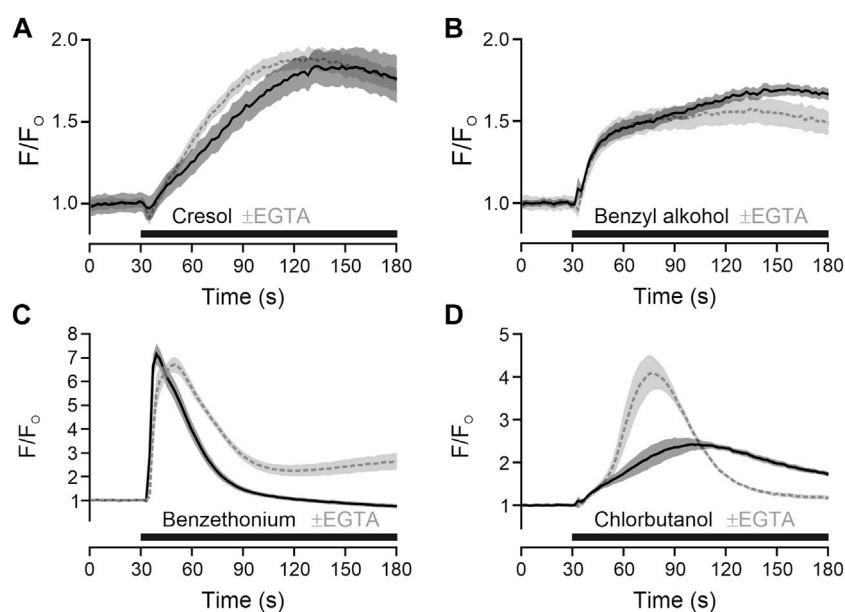 A
2.0
1.5
1.0
F/FO
Cresol ±EGTA
0 30 60 90 120 150 180
Time (s)
B
2.0
1.5
1.0
F/FO
Benzyl alkohol ±EGTA
0 30 60 90 120 150 180
Time (s)
C
8
7
6
5
4
3
2
1
F/FO
Benzethonium ±EGTA
0 30 60 90 120 150 180
Time (s)
D
5
4
3
2
1
F/FO
Chlorbutanol ±EGTA
0 30 60 90 120 150 180
Time (s)